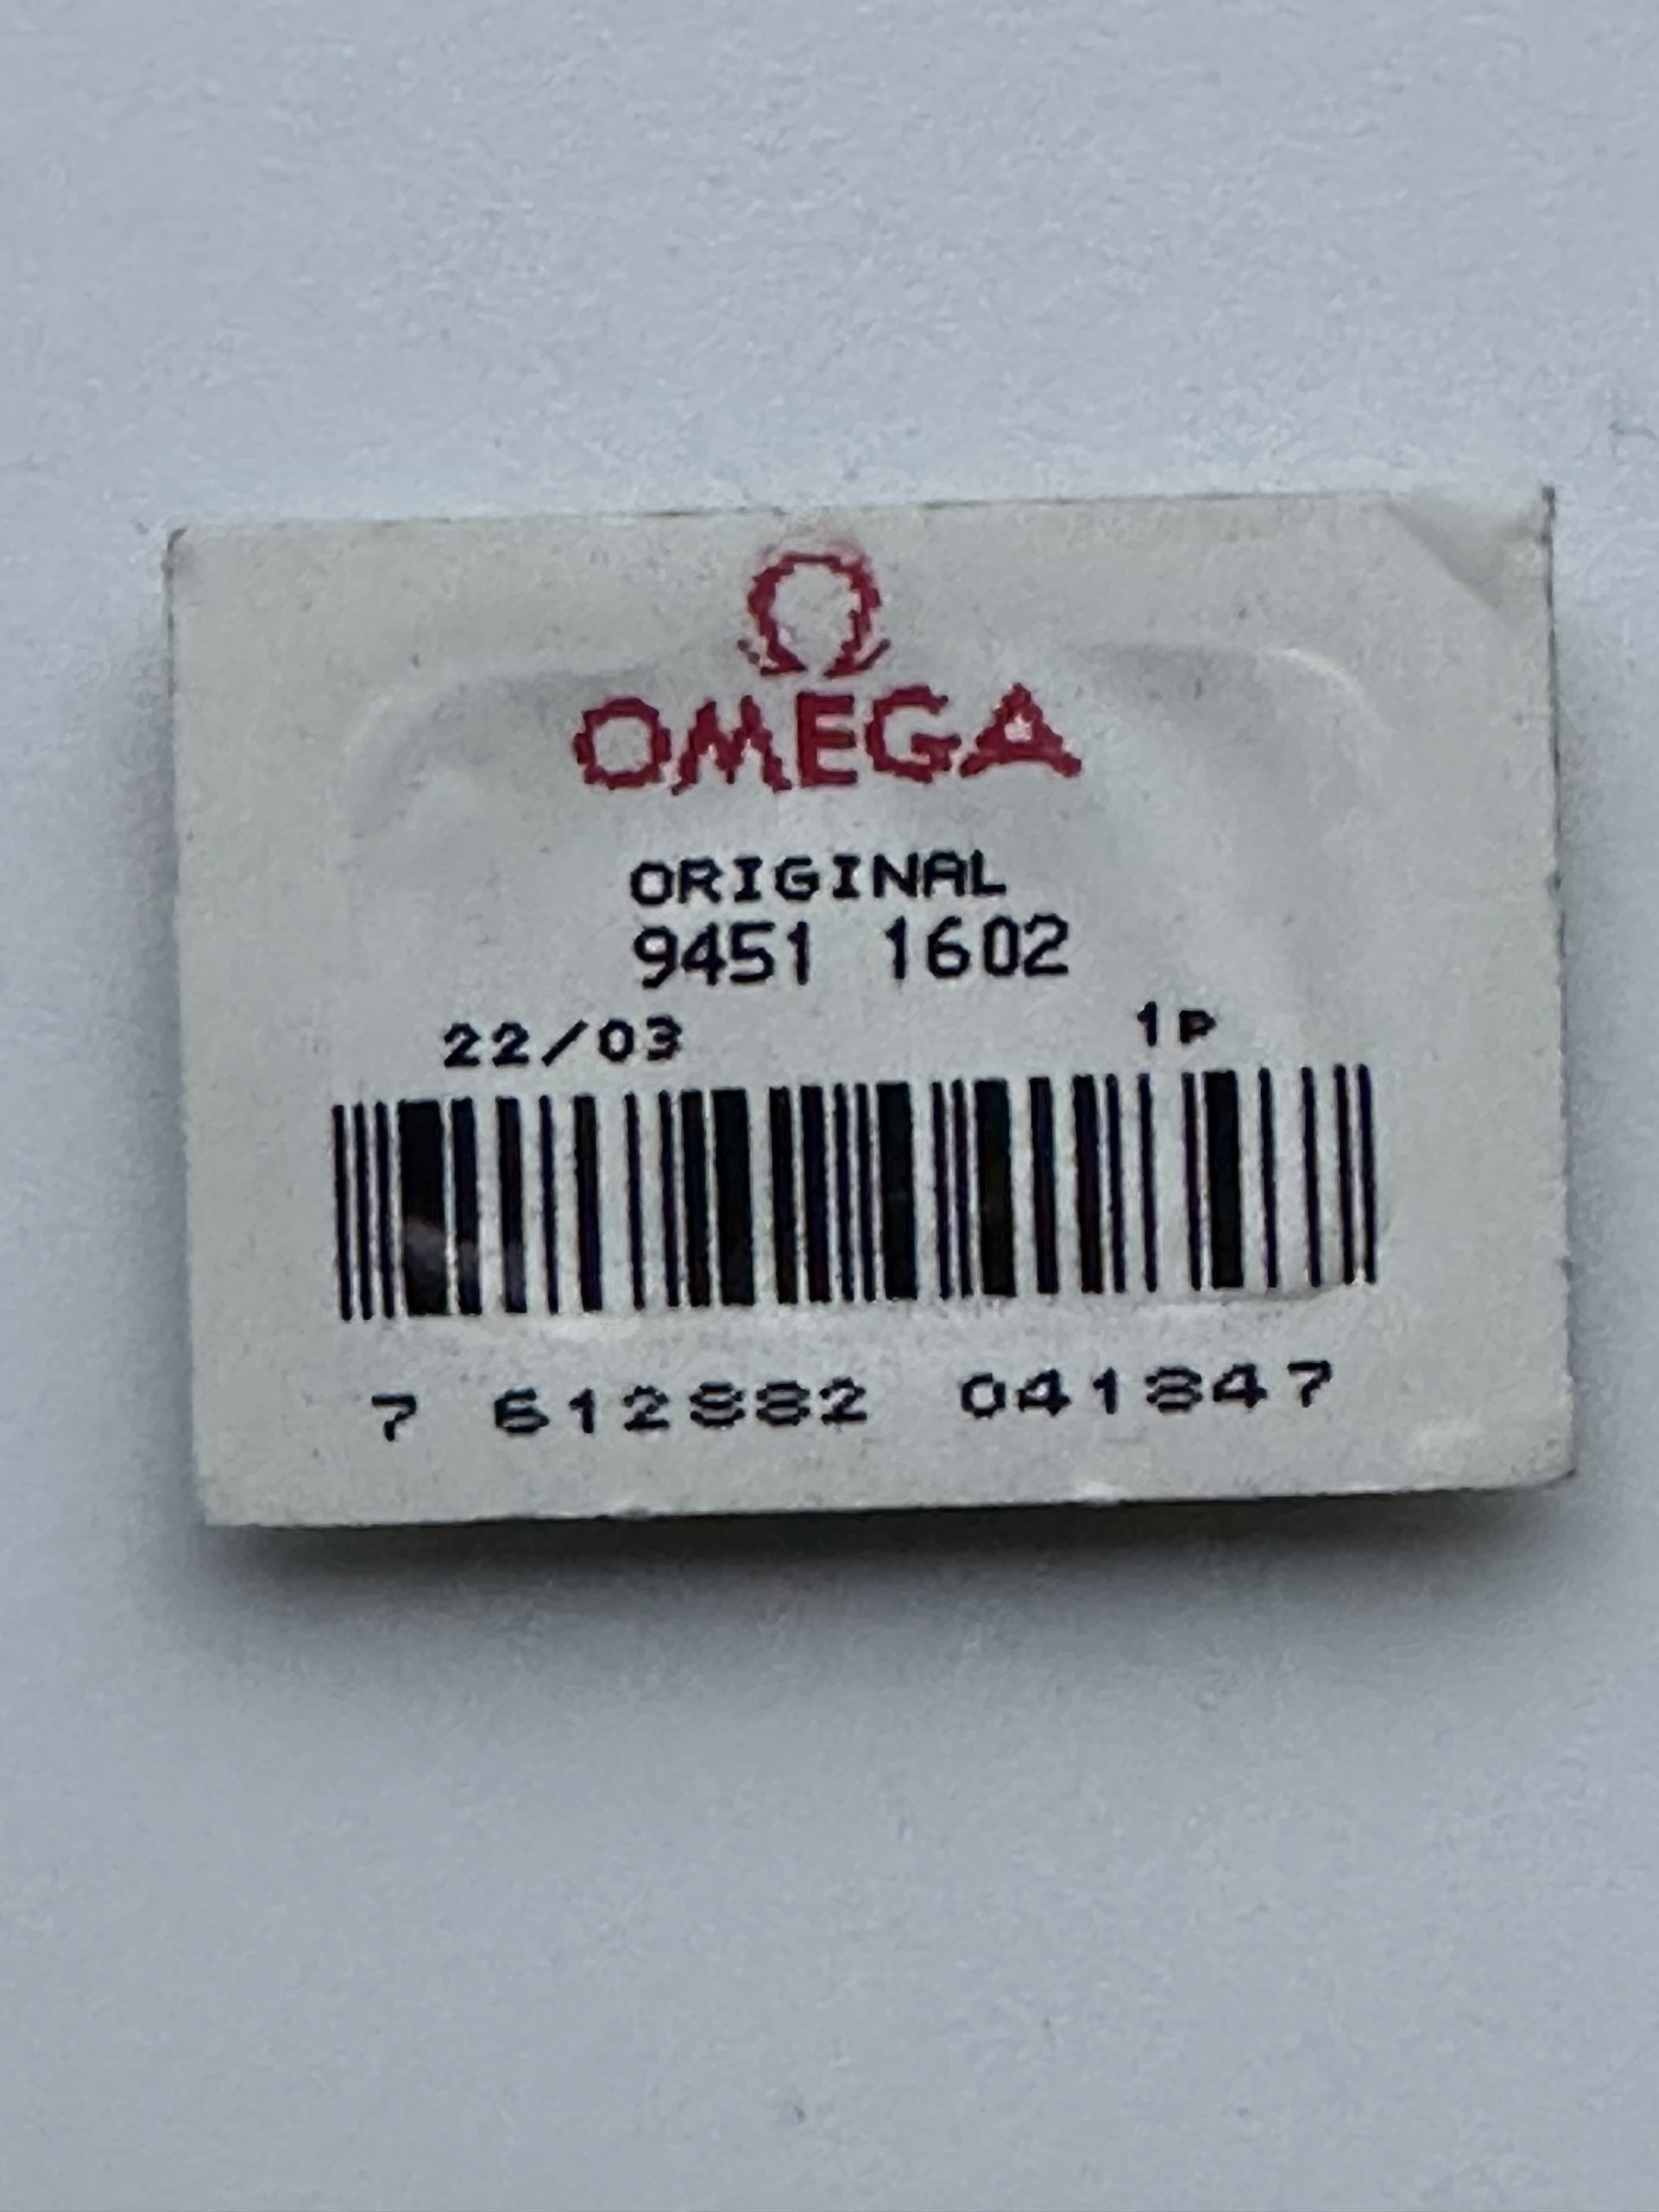 Ω
OMEGA
ORIGINAL
9451 1602
22/03 1P
7 612882 041847